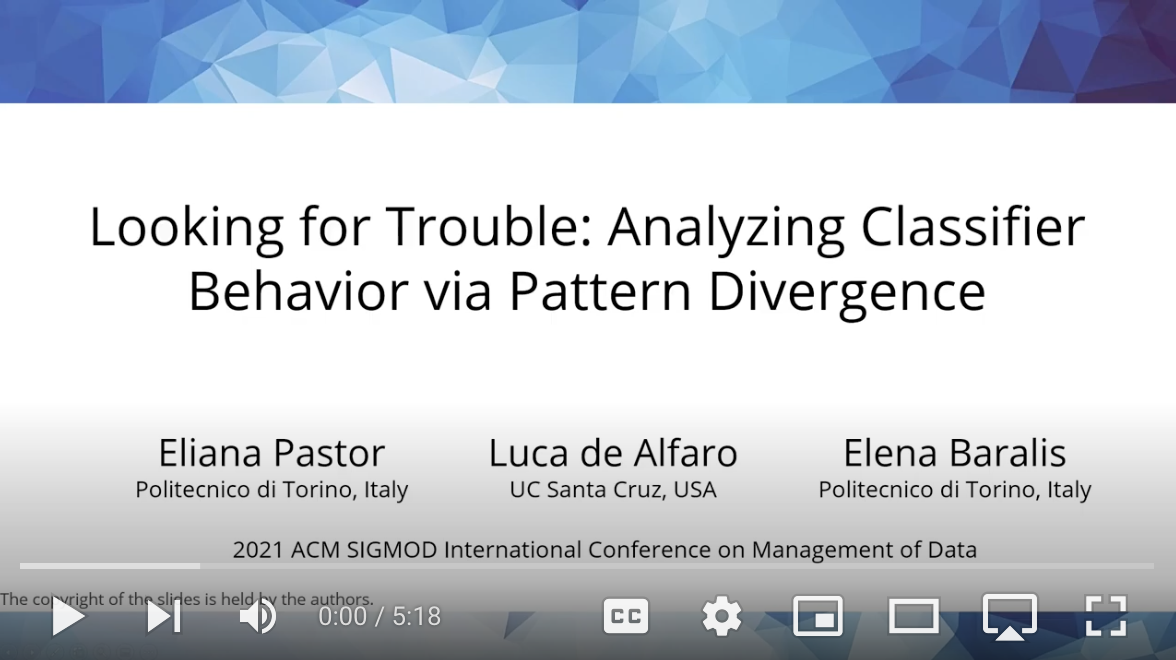 Looking for Trouble: Analyzing Classifier
Behavior via Pattern Divergence
Eliana Pastor
Politecnico di Torino, Italy
Luca de Alfaro
UC Santa Cruz, USA
Elena Baralis
Politecnico di Torino, Italy
2021 ACM SIGMOD International Conference on Management of Data
The copyright of the slides is held by the authors.
0:00 / 5:18
CC